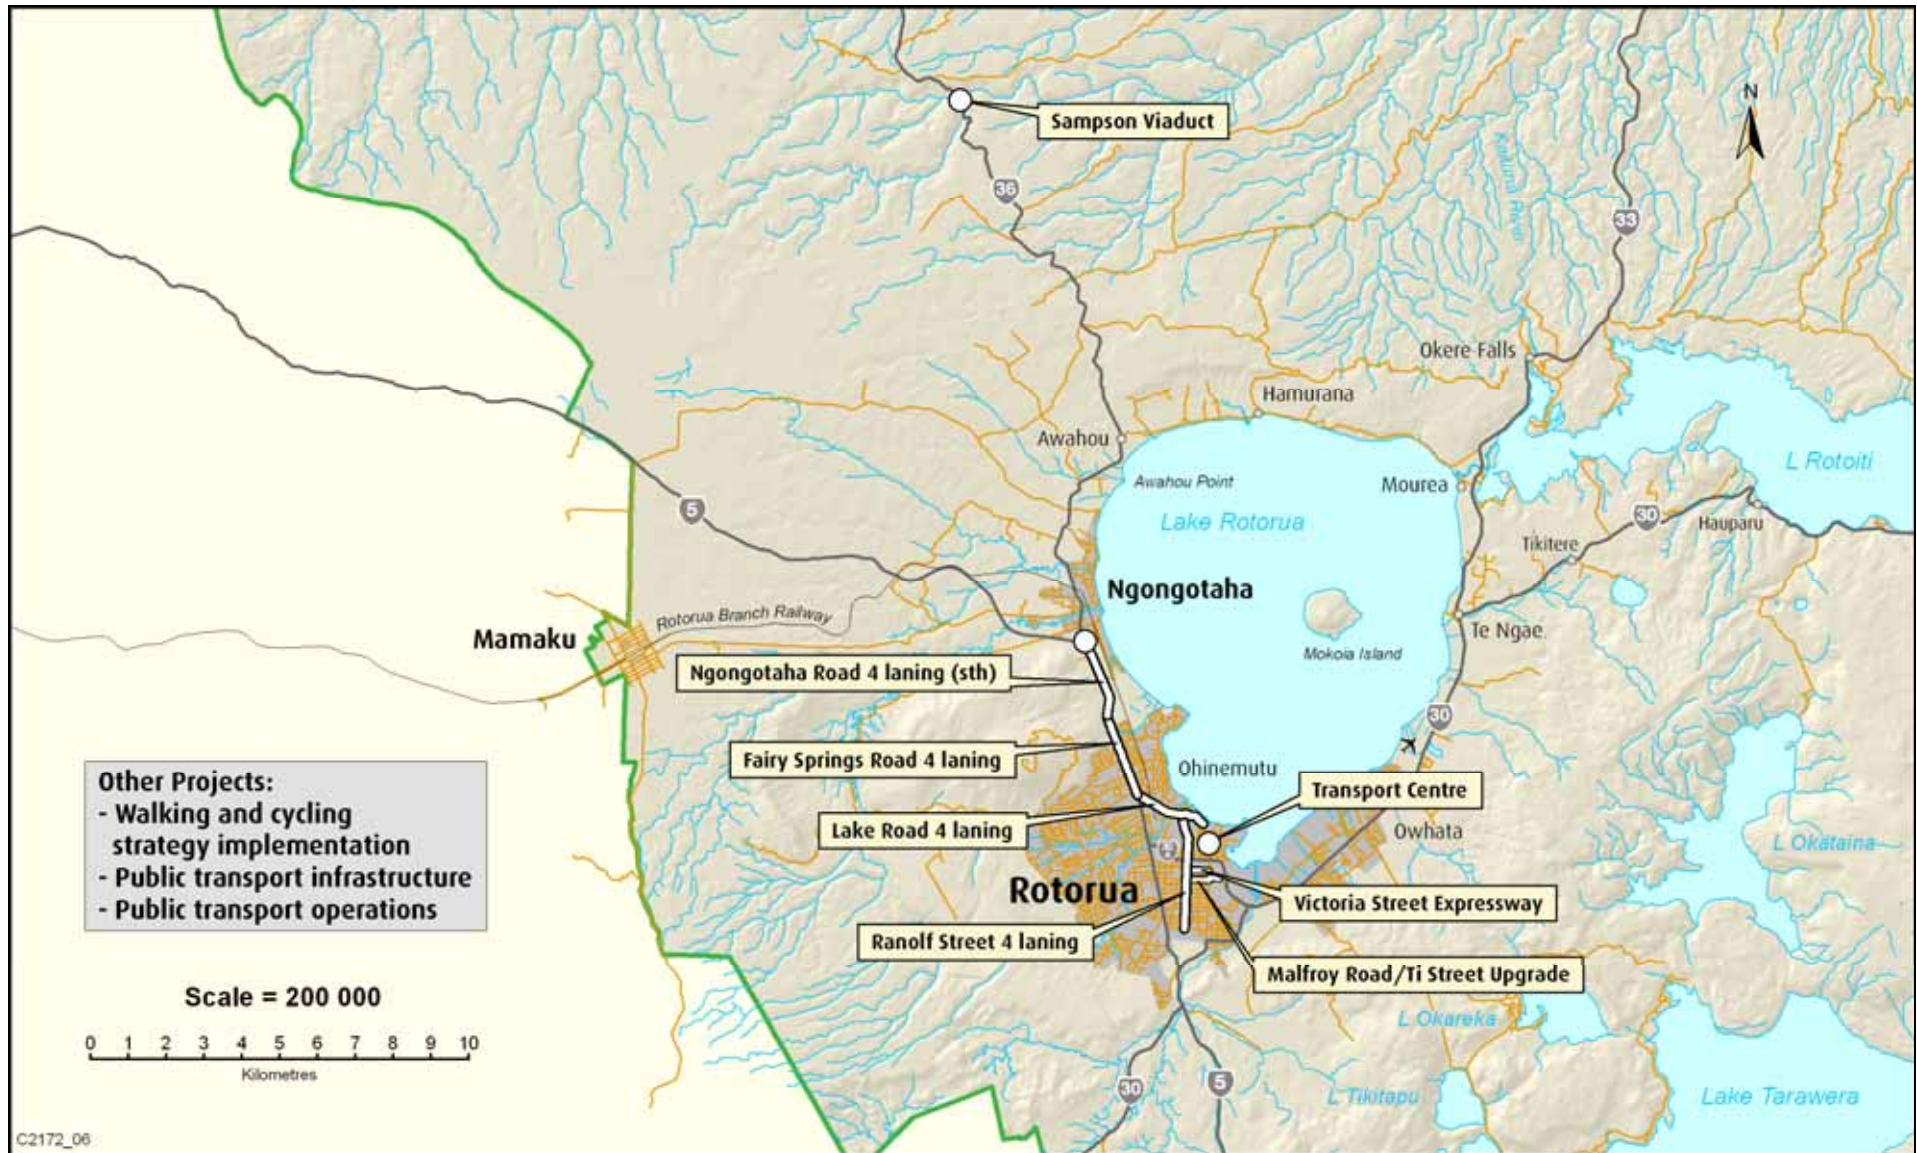 N
Sampson Viaduct
36
33
Kaituna River
Okere Falls
Hamurana
Awahou
L Rotoiti
Awahou Point
Mourea
5
Lake Rotorua
30
Hauparu
Tikitere
Ngongotaha
Rotorua Branch Railway
Mamaku
Te Ngae
Mokoia Island
Ngongotaha Road 4 laning (sth)
30
Fairy Springs Road 4 laning
Ohinemutu
Transport Centre
Lake Road 4 laning
Owhata
L Okataina
Other Projects:
- Walking and cycling
strategy implementation
- Public transport infrastructure
- Public transport operations
Rotorua
Victoria Street Expressway
Ranolf Street 4 laning
Malfroy Road/Ti Street Upgrade
Scale = 200 000
L Okareka
0 1 2 3 4 5 6 7 8 9 10
Kilometres
30
5
L Tikitapu
Lake Tarawera
C2172_06